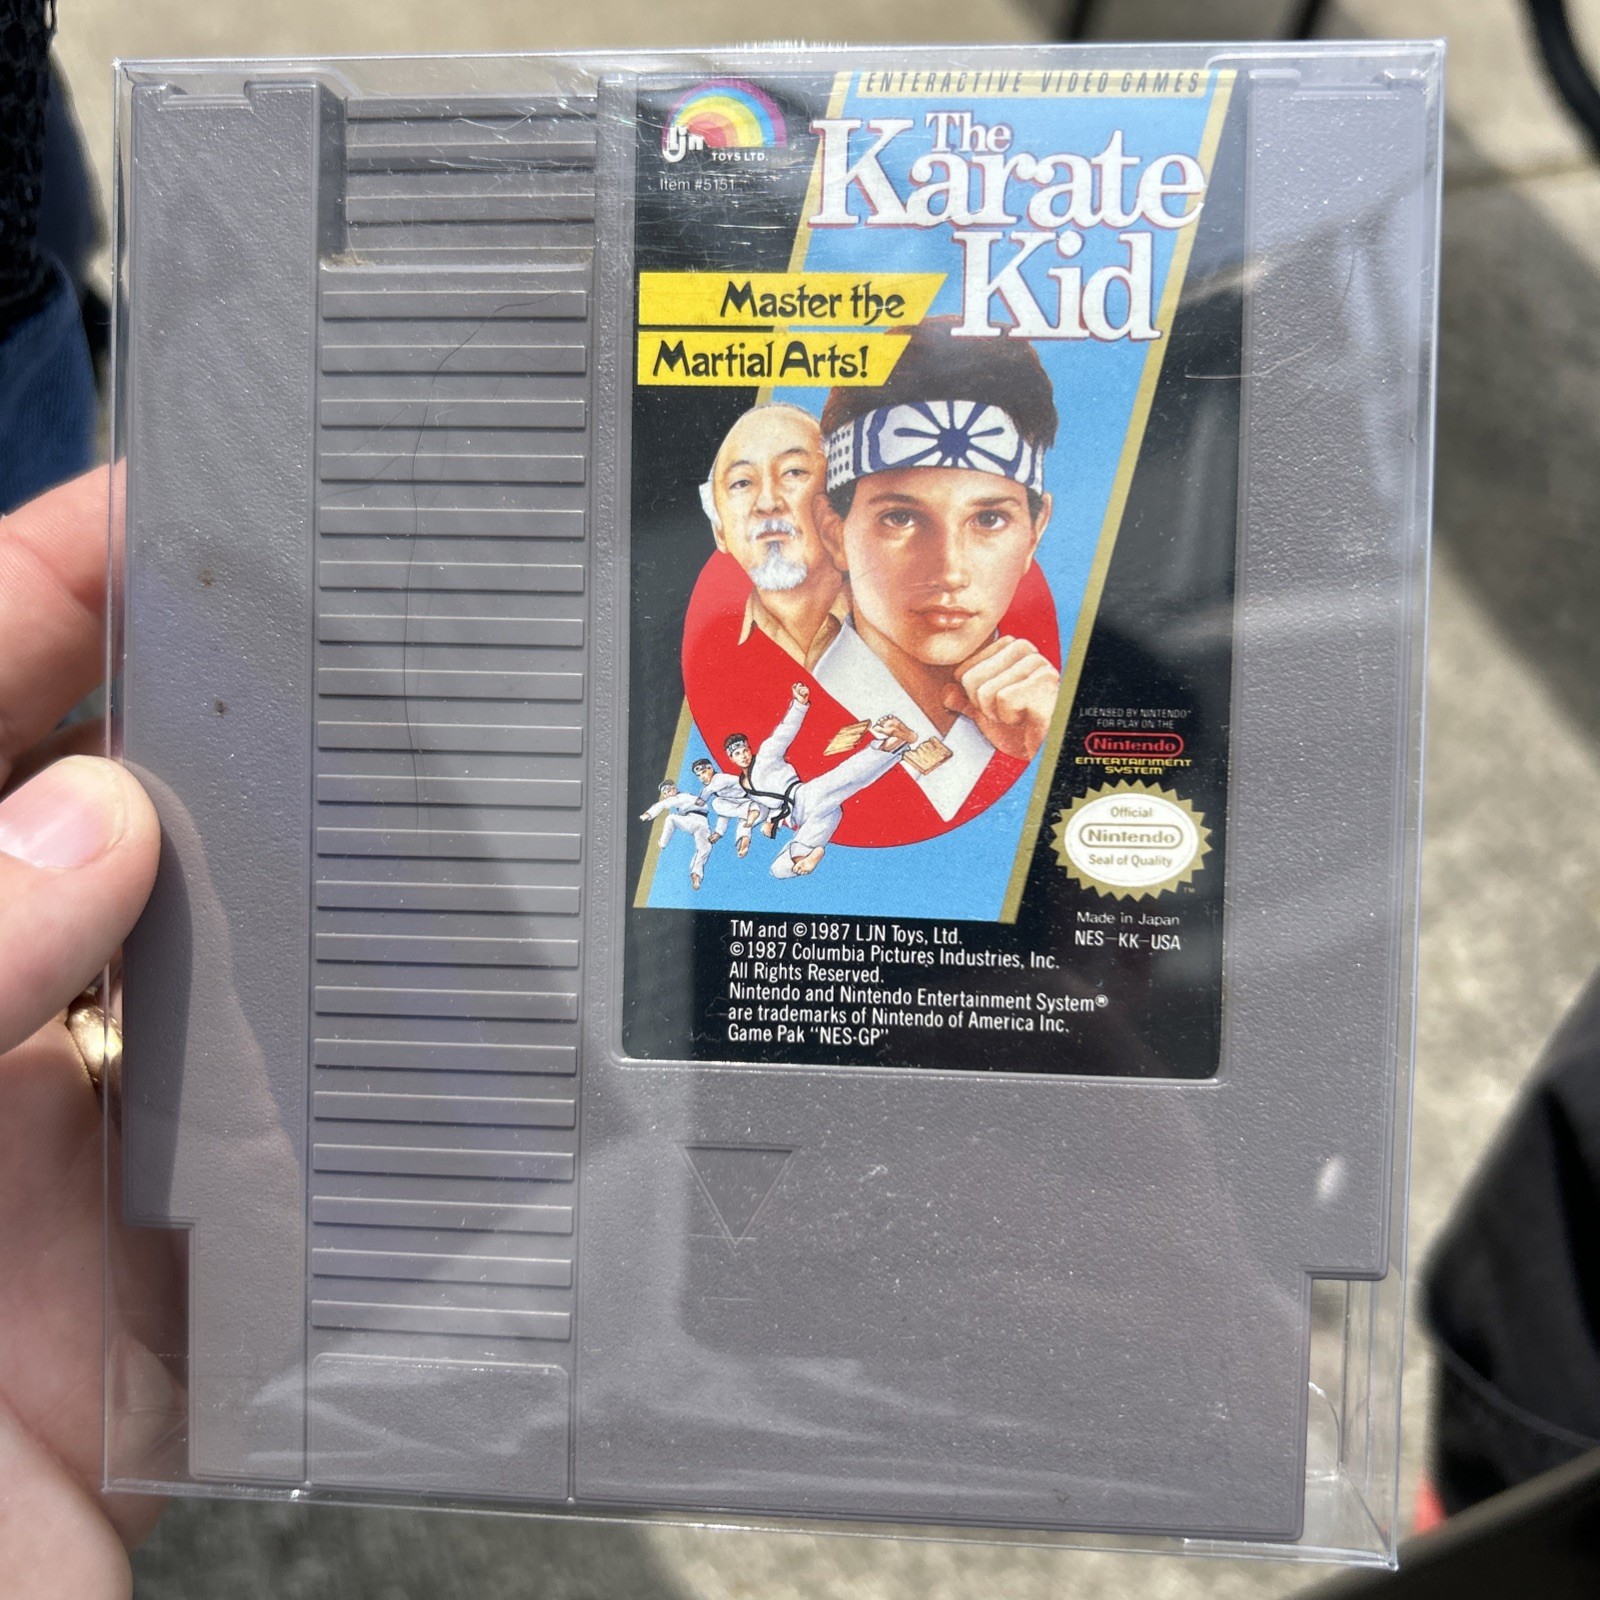 ENTERACTIVE VIDEO GAMES
LJN
TOYS LTD.
Item #5151
The
Karate
Kid
Master the
Martial Arts!
LICENSED BY NINTENDO®
FOR PLAY ON THE
Nintendo
ENTERTAINMENT
SYSTEM
Official
Nintendo
Seal of Quality
TM
Made in Japan
NES-KK-USA
TM and ©1987 LJN Toys, Ltd.
©1987 Columbia Pictures Industries, Inc.
All Rights Reserved.
Nintendo and Nintendo Entertainment System®
are trademarks of Nintendo of America Inc.
Game Pak "NES-GP"